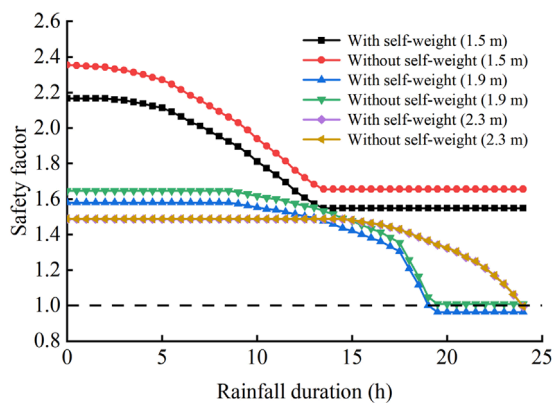 2.6
2.4
2.2
2.0
1.8
1.6
1.4
1.2
1.0
0.8
Safety factor
With self-weight (1.5 m)
Without self-weight (1.5 m)
With self-weight (1.9 m)
Without self-weight (1.9 m)
With self-weight (2.3 m)
Without self-weight (2.3 m)
0 5 10 15 20 25
Rainfall duration (h)